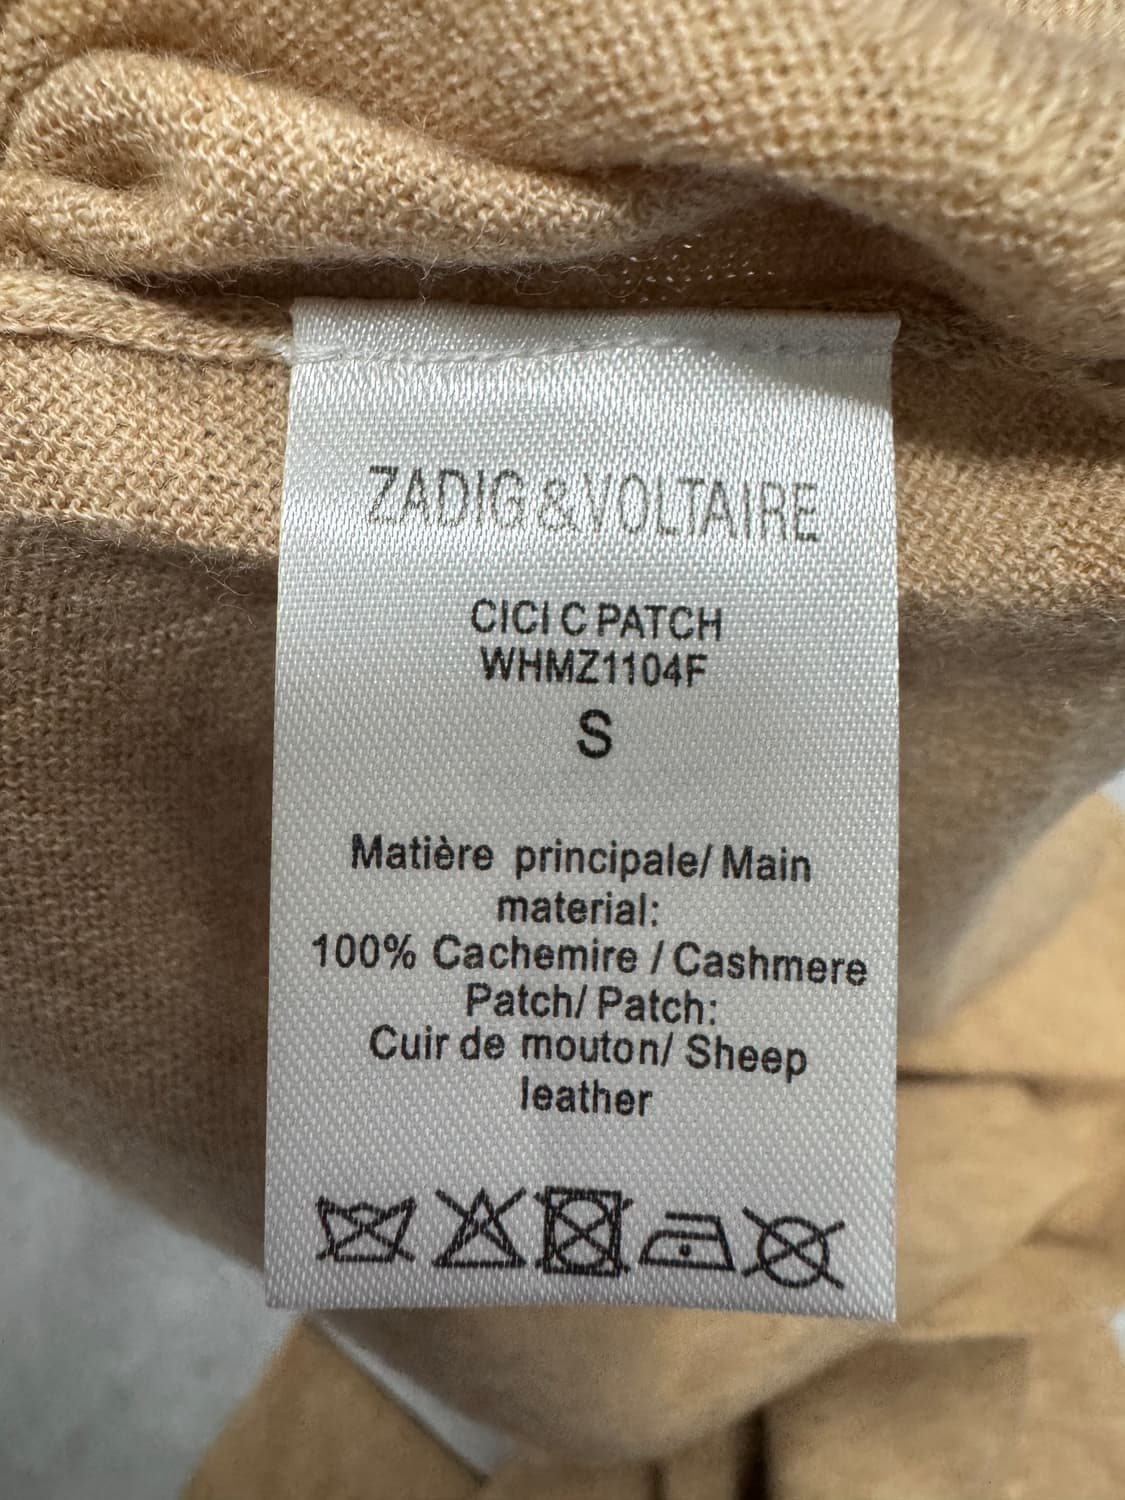 ZADIG&VOLTAIRE
CICI C PATCH
WHMZ1104F
S
Matière principale/ Main
material:
100% Cachemire / Cashmere
Patch/ Patch:
Cuir de mouton/ Sheep
leather